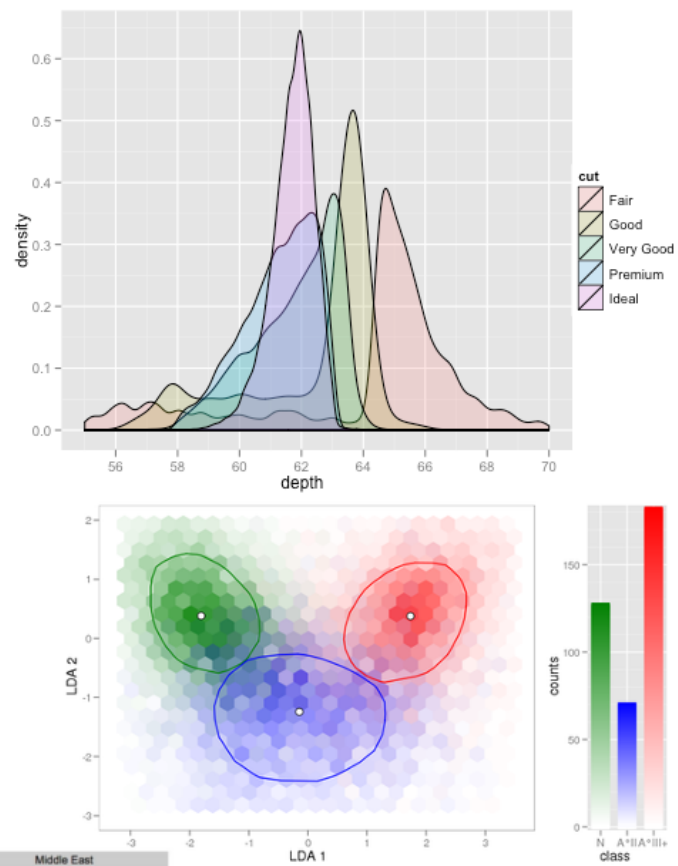 0.6
0.5
0.4
0.3
0.2
0.1
0.0
density
56 58 60 62 64 66 68 70
depth
cut
Fair
Good
Very Good
Premium
Ideal
2
1
0
-1
-2
-3
LDA 2
-3 -2 -1 0 1 2 3
LDA 1
150
100
50
0
counts
N A*II A*III+
class
Middle East